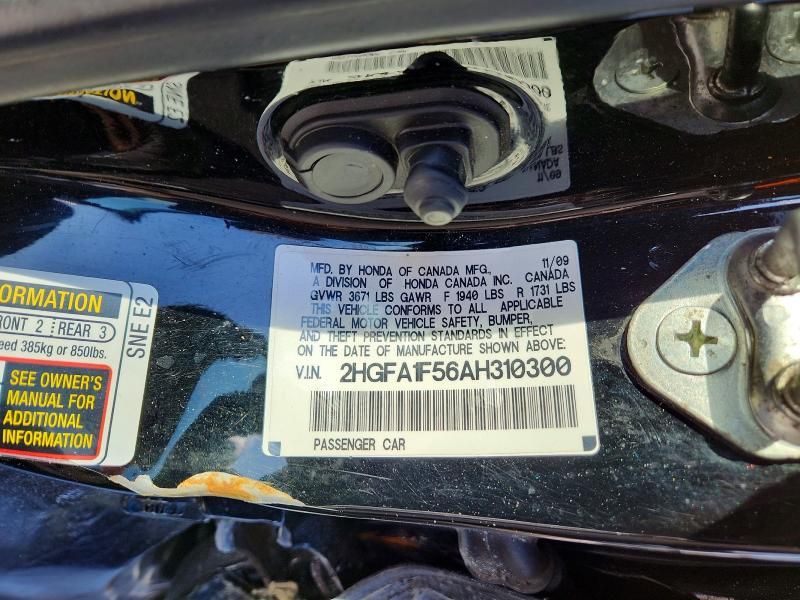 MFD. BY HONDA OF CANADA MFG. 11/09
A DIVISION OF HONDA CANADA INC. CANADA
GVWR 3671 LBS GAWR F 1940 LBS R 1731 LBS
THIS VEHICLE CONFORMS TO ALL APPLICABLE
FEDERAL MOTOR VEHICLE SAFETY, BUMPER,
AND THEFT PREVENTION STANDARDS IN EFFECT
ON THE DATE OF MANUFACTURE SHOWN ABOVE:
V.I.N. 2HGFA1F56AH310300
PASSENGER CAR
ORMATION
RONT 2 REAR 3
eed 385kg or 850lbs.
SEE OWNER'S
MANUAL FOR
ADDITIONAL
INFORMATION
SNE E2